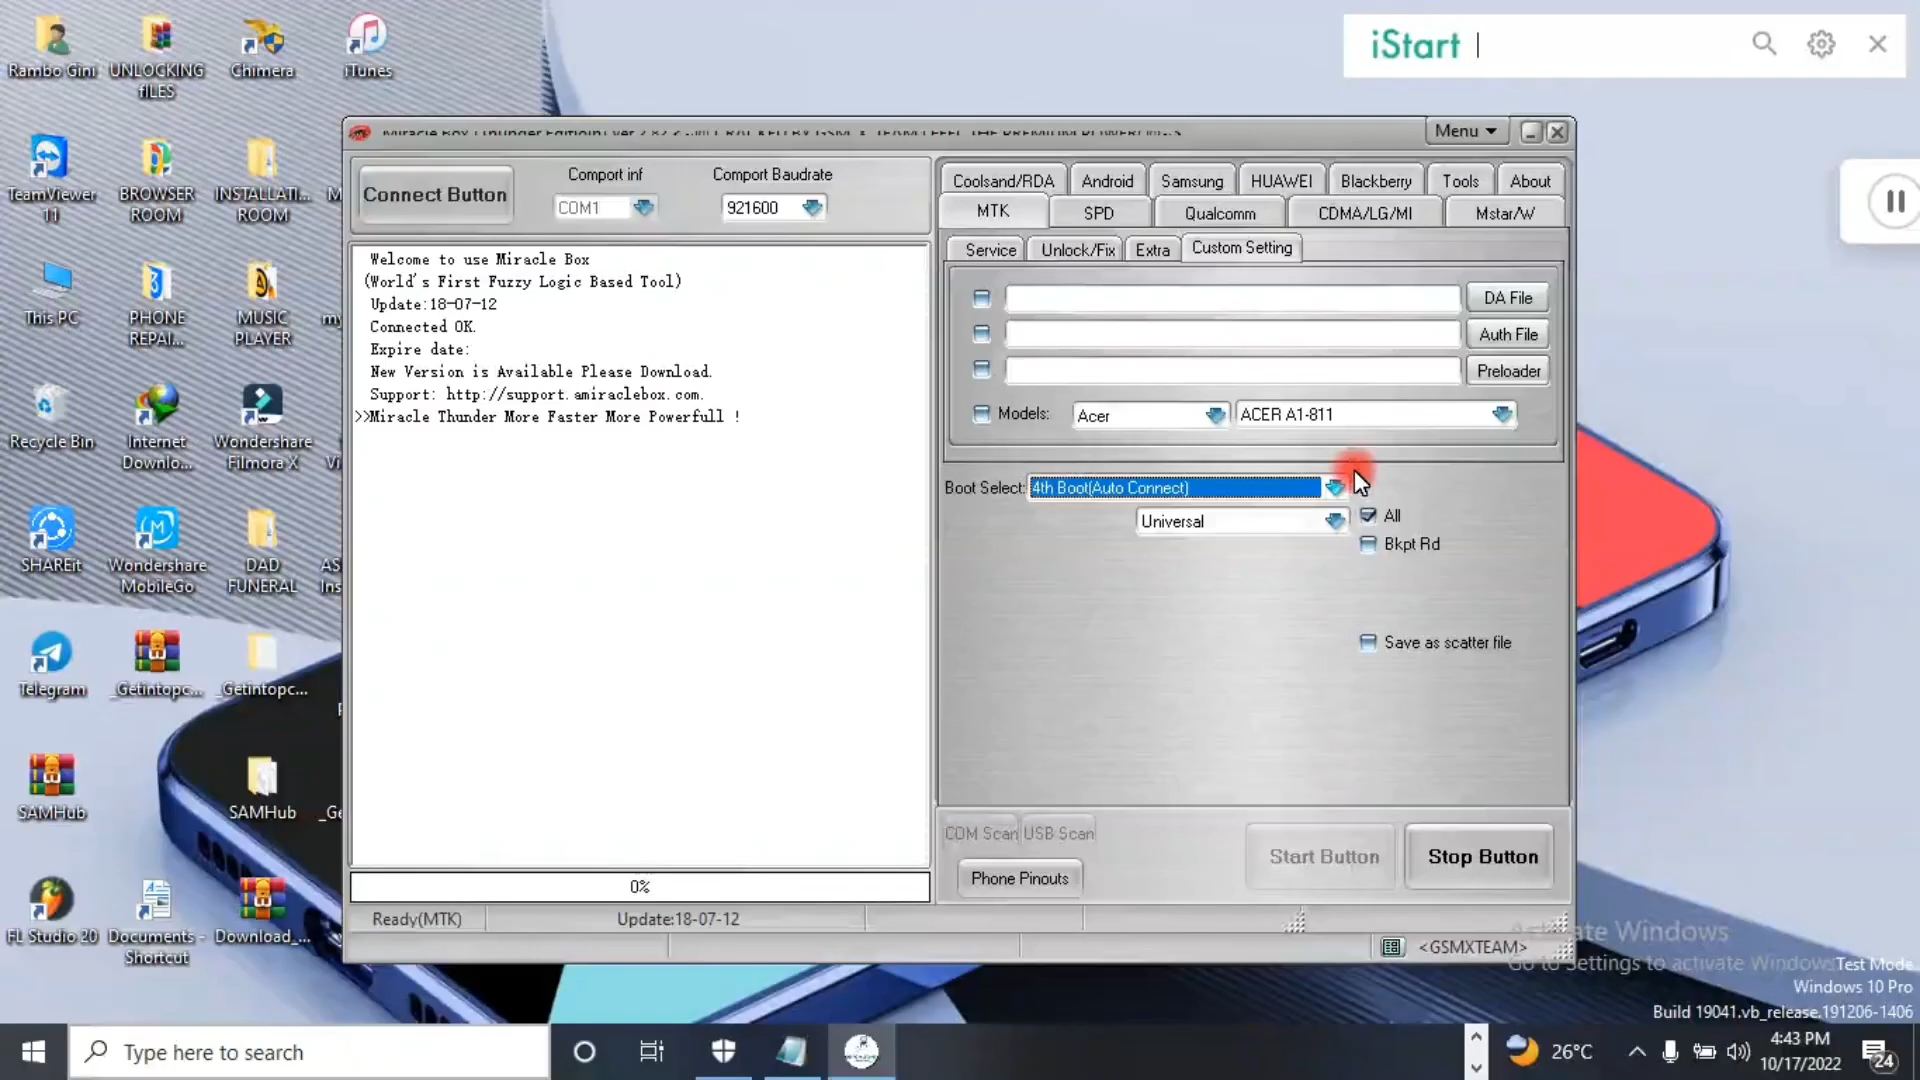 Rambo Gini
UNLOCKING
fILES
Chimera
iTunes
iStart
TeamViewer
11
BROWSER
ROOM
INSTALLATI...
ROOM
This PC
PHONE
REPAI...
MUSIC
PLAYER
Recycle Bin
Internet
Downlo...
Wondershare
Filmora X
SHAREit
Wondershare
MobileGo
DAD
FUNERAL
Telegram
_Getintopc...
_Getintopc...
SAMHub
SAMHub
FL Studio 20
Documents -
Shortcut
Download_...
Menu
Connect Button
Comport inf
COM1
Comport Baudrate
921600
Welcome to use Miracle Box
(World's First Fuzzy Logic Based Tool)
Update:18-07-12
Connected OK.
Expire date:
New Version is Available Please Download.
Support: http://support.amiraclebox.com.
>>Miracle Thunder More Faster More Powerfull !
0%
Ready(MTK)
Update:18-07-12
Coolsand/RDA
Android
Samsung
HUAWEI
Blackberry
Tools
About
MTK
SPD
Qualcomm
CDMA/LG/MI
Mstar/W
Service
Unlock/Fix
Extra
Custom Setting
DA File
Auth File
Preloader
Models:
Acer
ACER A1-811
Boot Select:
4th Boot(Auto Connect)
Universal
All
Bkpt Rd
Save as scatter file
COM Scan
USB Scan
Phone Pinouts
Start Button
Stop Button
<GSMXTEAM>
Activate Windows
Go to Settings to activate Windows
Test Mode
Windows 10 Pro
Build 19041.vb_release.191206-1406
Type here to search
26°C
4:43 PM
10/17/2022
24